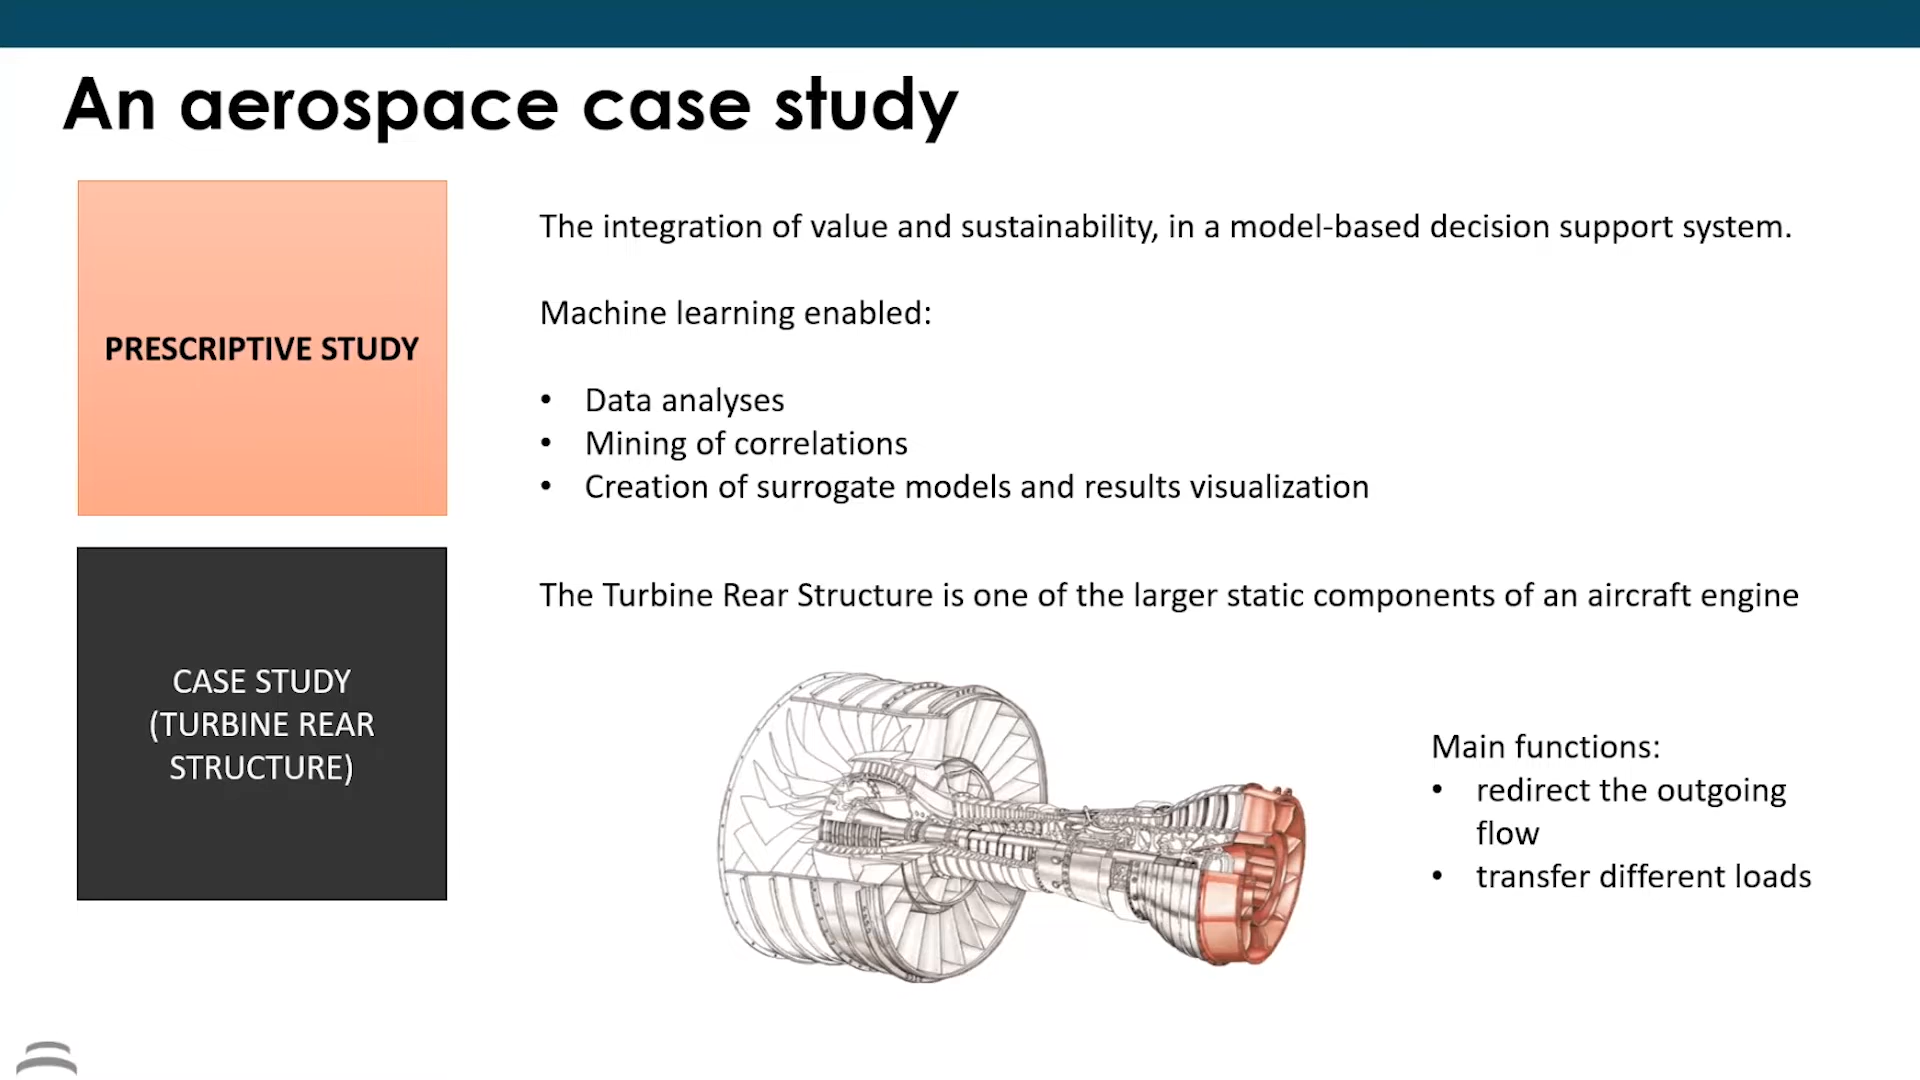 An aerospace case study
PRESCRIPTIVE STUDY
The integration of value and sustainability, in a model-based decision support system.
Machine learning enabled:
• Data analyses
• Mining of correlations
• Creation of surrogate models and results visualization
CASE STUDY
(TURBINE REAR
STRUCTURE)
The Turbine Rear Structure is one of the larger static components of an aircraft engine
Main functions:
• redirect the outgoing
flow
• transfer different loads